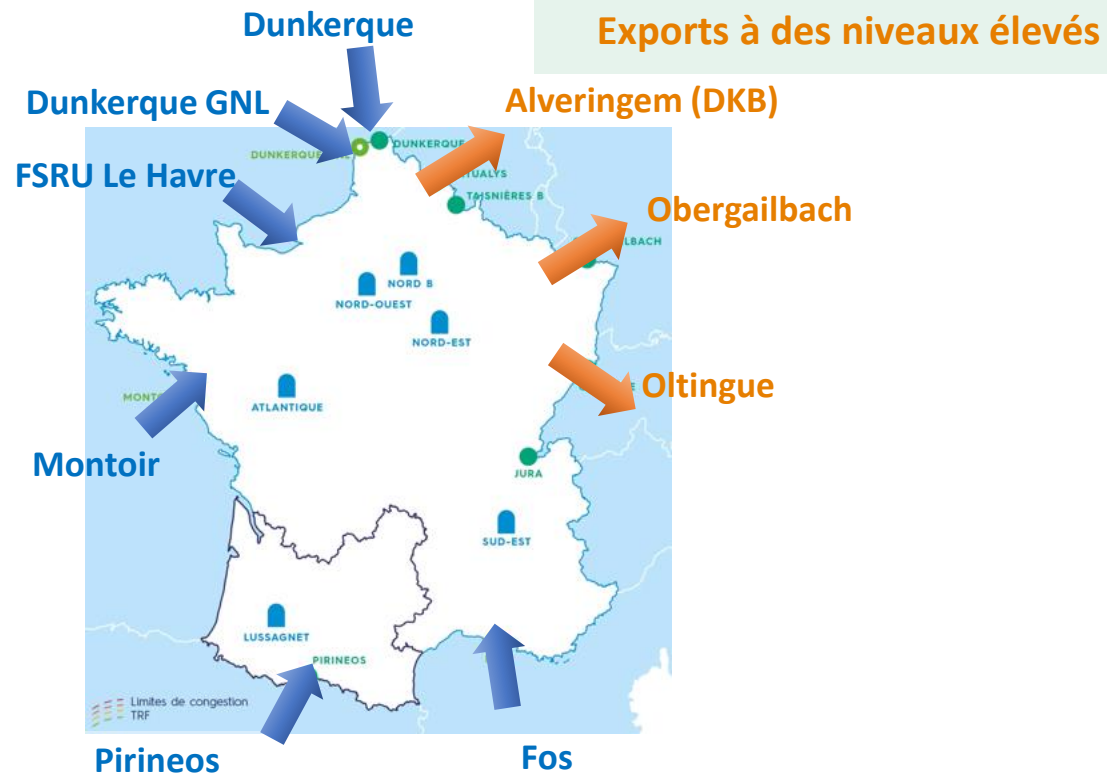 Dunkerque
Exports à des niveaux élevés
Dunkerque GNL
Alveringem (DKB)
DUNKERQUE
FSRU Le Havre
TAISNIÈRES B
Obergailbach
NORD B
NORD-OUEST
NORD-EST
Oltingue
ATLANTIQUE
Montoir
JURA
SUD-EST
LUSSAGNET
PIRINEOS
Limites de congestion
TRF
Pirineos
Fos